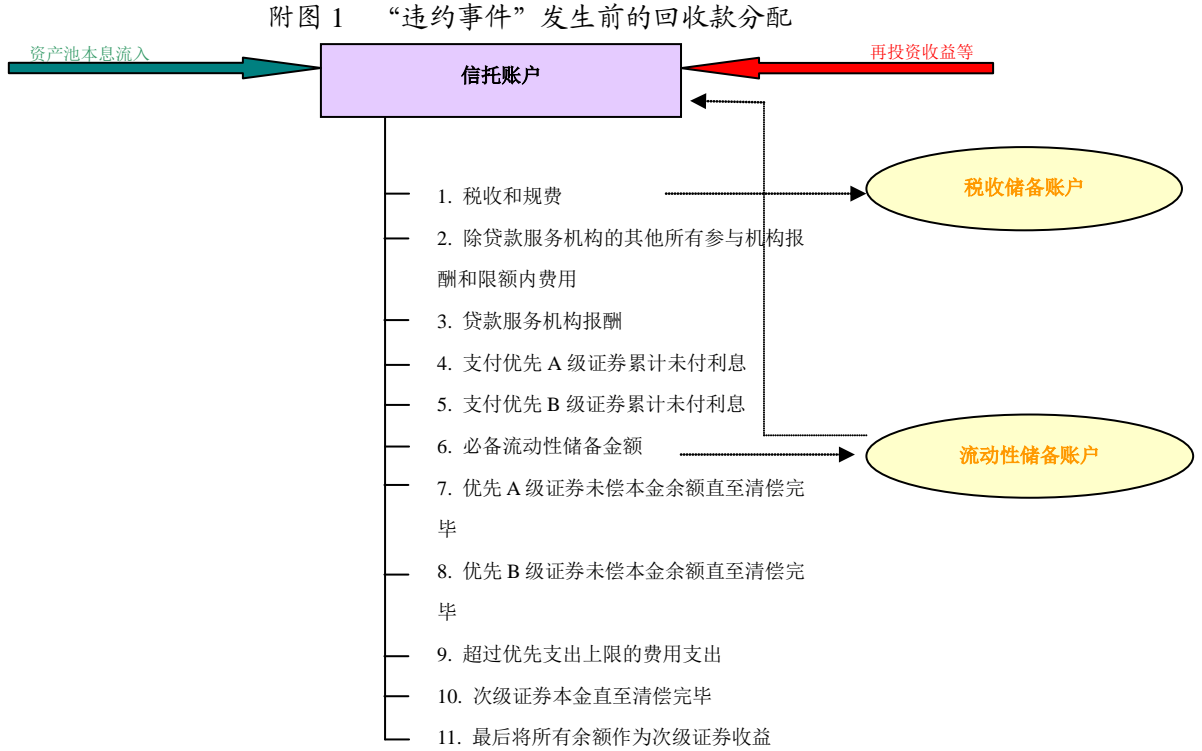 附图 1 “违约事件”发生前的回收款分配
资产池本息流入
再投资收益等
信托账户
1. 税收和规费
税收储备账户
2. 除贷款服务机构的其他所有参与机构报
酬和限额内费用
3. 贷款服务机构报酬
4. 支付优先 A 级证券累计未付利息
5. 支付优先 B 级证券累计未付利息
6. 必备流动性储备金额
流动性储备账户
7. 优先 A 级证券未偿本金余额直至清偿完
毕
8. 优先 B 级证券未偿本金余额直至清偿完
毕
9. 超过优先支出上限的费用支出
10. 次级证券本金直至清偿完毕
11. 最后将所有余额作为次级证券收益